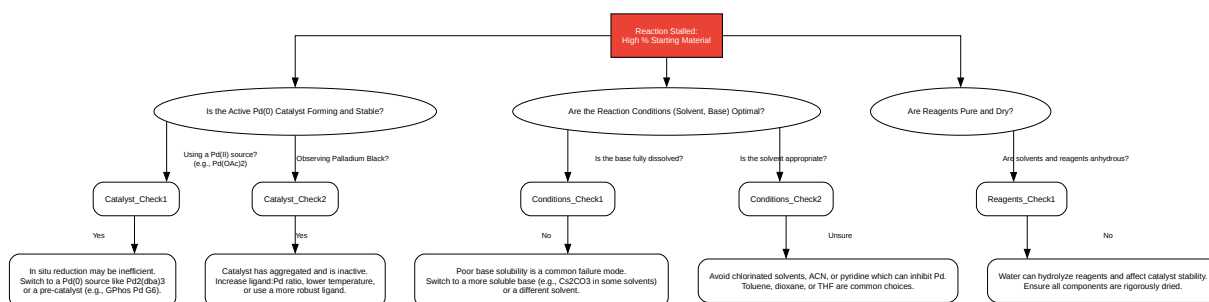 Reaction Stalled:
High % Starting Material
Is the Active Pd(0) Catalyst Forming and Stable?
Are the Reaction Conditions (Solvent, Base) Optimal?
Are Reagents Pure and Dry?
Using a Pd(II) source?
(e.g., Pd(OAc)2)
Observing Palladium Black?
Is the base fully dissolved?
Is the solvent appropriate?
Are solvents and reagents anhydrous?
Catalyst_Check1
Catalyst_Check2
Conditions_Check1
Conditions_Check2
Reagents_Check1
Yes
Yes
No
Unsure
No
In situ reduction may be inefficient.
Switch to a Pd(0) source like Pd2(dba)3
or a pre-catalyst (e.g., GPhos Pd G6).
Catalyst has aggregated and is inactive.
Increase ligand:Pd ratio, lower temperature,
or use a more robust ligand.
Poor base solubility is a common failure mode.
Switch to a more soluble base (e.g., Cs2CO3 in some solvents)
or a different solvent.
Avoid chlorinated solvents, ACN, or pyridine which can inhibit Pd.
Toluene, dioxane, or THF are common choices.
Water can hydrolyze reagents and affect catalyst stability.
Ensure all components are rigorously dried.